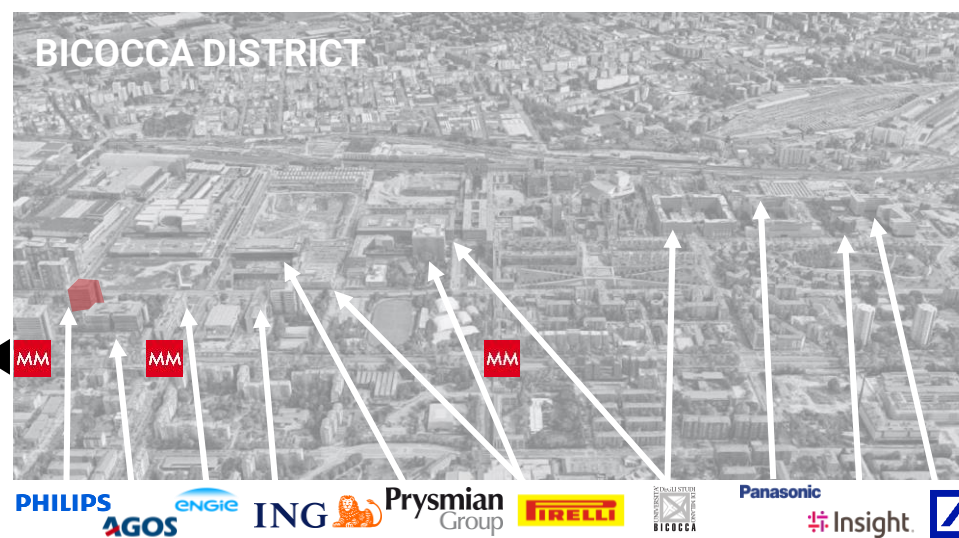 BICOCCA DISTRICT
MM
MM
MM
PHILIPS
AGOS
ENGIE
ING
Prysmian
Group
PIRELLI
UNIVERSITÀ
DEGLI STUDI
DI MILANO
BICOCCA
Panasonic
Insight.